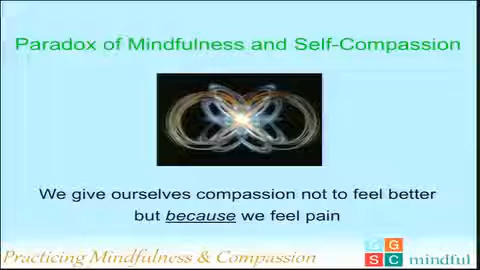 Paradox of Mindfulness and Self-Compassion
We give ourselves compassion not to feel better
but because we feel pain
Practicing Mindfulness & Compassion
G G
S C mindful